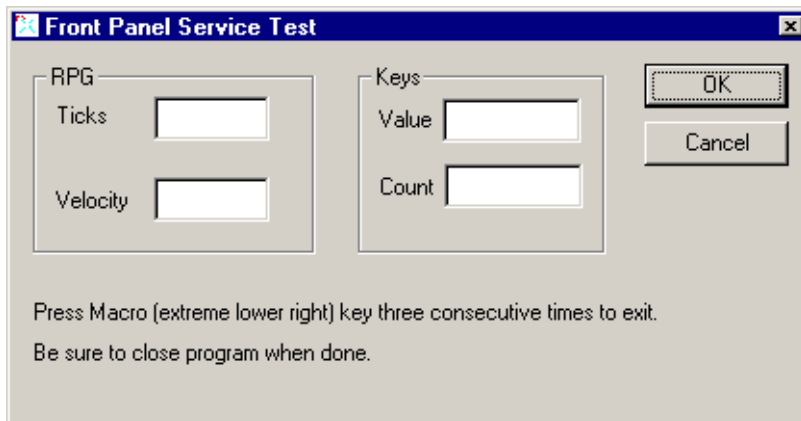 Front Panel Service Test
RPG
Ticks
Velocity
Keys
Value
Count
OK
Cancel
Press Macro (extreme lower right) key three consecutive times to exit.
Be sure to close program when done.